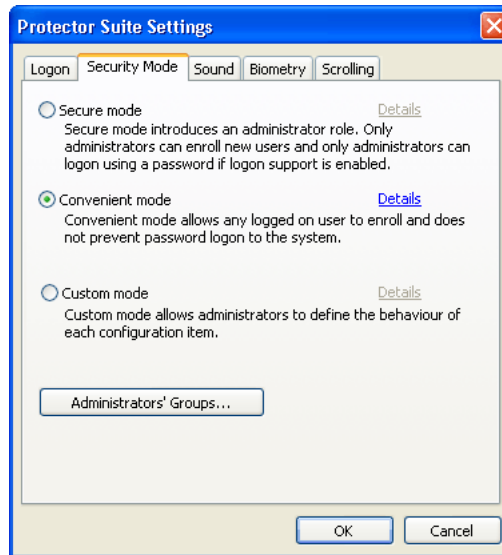 Protector Suite Settings
Logon Security Mode Sound Biometry Scrolling
Secure mode Details
Secure mode introduces an administrator role. Only
administrators can enroll new users and only administrators can
logon using a password if logon support is enabled.
Convenient mode Details
Convenient mode allows any logged on user to enroll and does
not prevent password logon to the system.
Custom mode Details
Custom mode allows administrators to define the behaviour of
each configuration item.
Administrators' Groups...
OK Cancel